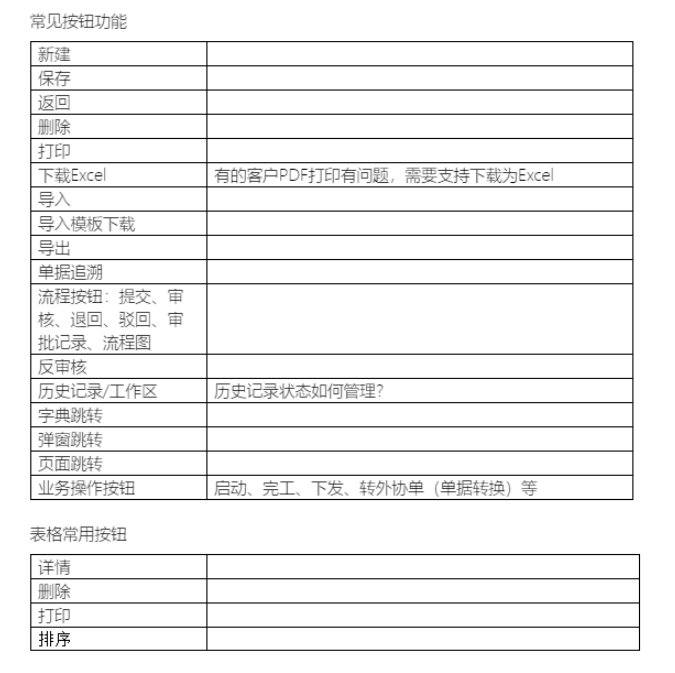 常见按钮功能
新建
保存
返回
删除
打印
下载Excel 有的客户PDF打印有问题，需要支持下载为Excel
导入
导入模板下载
导出
单据追溯
流程按钮：提交、审
核、退回、驳回、审
批记录、流程图
反审核
历史记录/工作区 历史记录状态如何管理?
字典跳转
弹窗跳转
页面跳转
业务操作按钮 启动、完工、下发、转外协单（单据转换）等
表格常用按钮
详情
删除
打印
排序